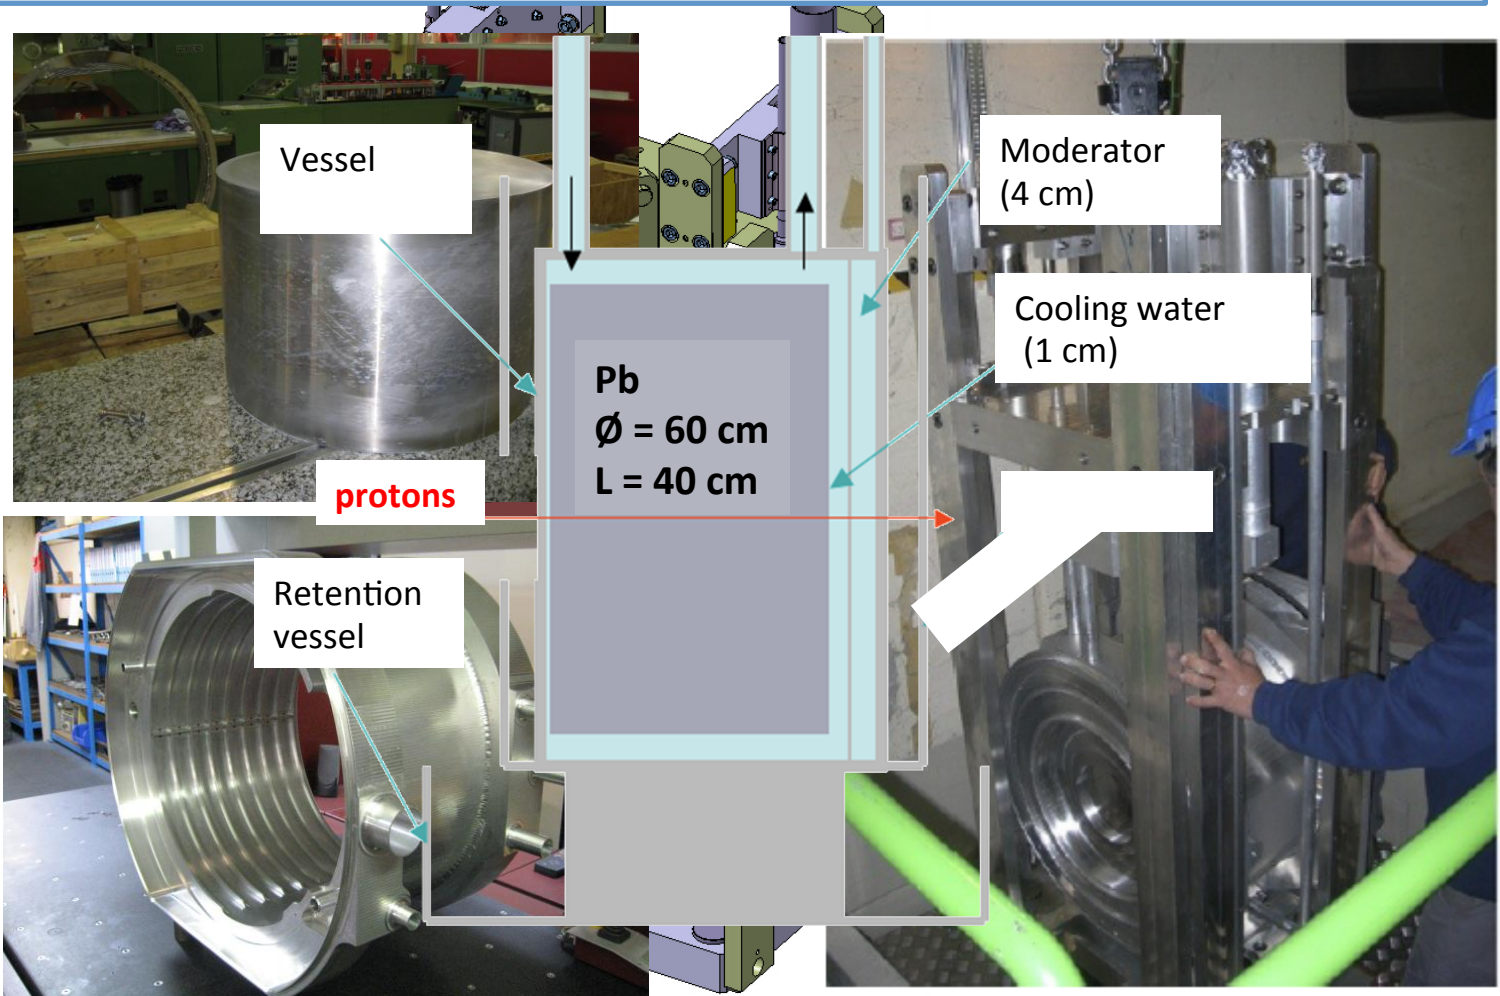 Vessel
Moderator
(4 cm)
Cooling water
(1 cm)
Pb
Ø = 60 cm
L = 40 cm
protons
Retention
vessel